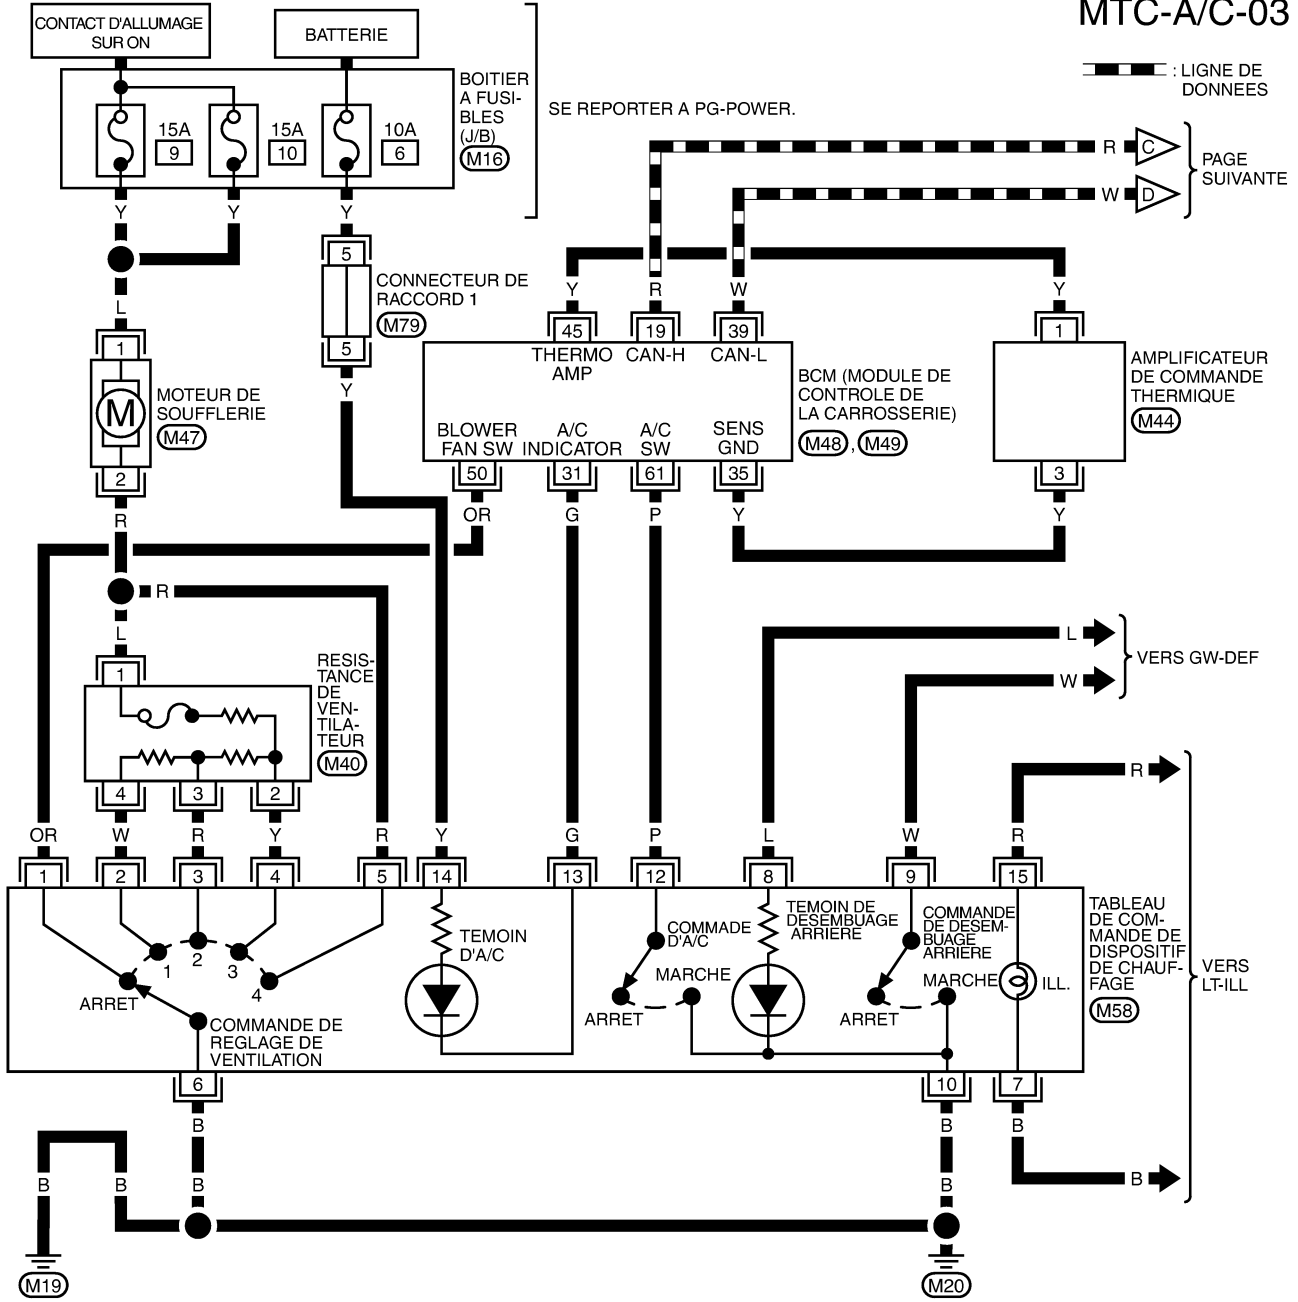 MTC-A/C-03
CONTACT D'ALLUMAGE
SUR ON
BATTERIE
BOITIER
A FUSI-
BLES
(J/B)
M16
15A
9
15A
10
10A
6
SE REPORTER A PG-POWER.
: LIGNE DE
DONNEES
R C
W D
PAGE
SUIVANTE
Y Y Y
5
CONNECTEUR DE
RACCORD 1
M79
5
Y
L
1
M
MOTEUR DE
SOUFFLERIE
M47
2
R
Y R W Y
45 19 39 1
THERMO
AMP
CAN-H
CAN-L
BCM (MODULE DE
CONTROLE DE
LA CARROSSERIE)
M48 , M49
BLOWER
FAN SW
A/C
INDICATOR
A/C
SW
SENS
GND
50 31 61 35 3
OR G P Y Y
AMPLIFICATEUR
DE COMMANDE
THERMIQUE
M44
R
L
1
RESIS-
TANCE
DE
VEN-
TILA-
TEUR
M40
4 3 2
L
W
VERS GW-DEF
R
OR W R Y R Y G P L W R
1 2 3 4 5 14 13 12 8 9 15
1
2
3
4
ARRET
COMMANDE DE
REGLAGE DE
VENTILATION
TEMOIN
D'A/C
COMMADE
D'A/C
MARCHE
ARRET
TEMOIN DE
DESEMBUAGE
ARRIERE
COMMANDE
DE DESEM-
BUAGE
ARRIERE
MARCHE
ARRET
ILL.
TABLEAU
DE COM-
MANDE DE
DISPOSITIF
DE CHAUF-
FAGE
M58
VERS
LT-ILL
6 10 7
B B B
B B B B B
M19 M20